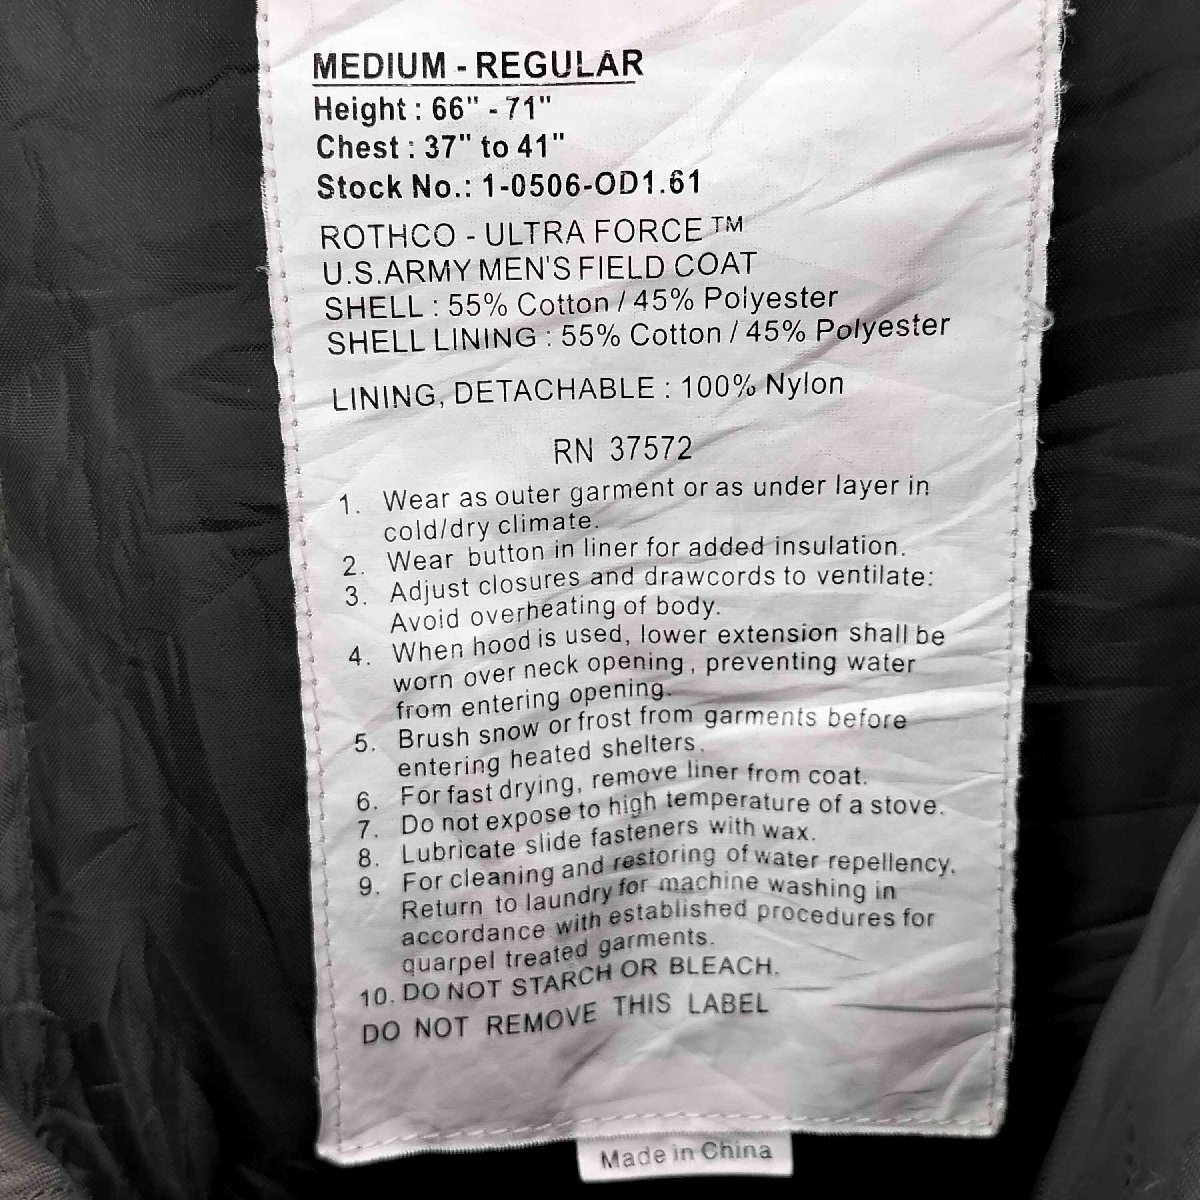 MEDIUM - REGULAR
Height : 66" - 71"
Chest : 37" to 41"
Stock No.: 1-0506-OD1.61
ROTHCO - ULTRA FORCE ™
U.S.ARMY MEN'S FIELD COAT
SHELL : 55% Cotton / 45% Polyester
SHELL LINING : 55% Cotton / 45% Polyester
LINING, DETACHABLE : 100% Nylon
RN 37572
1. Wear as outer garment or as under layer in
cold/dry climate.
2. Wear button in liner for added insulation.
3. Adjust closures and drawcords to ventilate:
Avoid overheating of body.
4. When hood is used, lower extension shall be
worn over neck opening, preventing water
from entering opening.
5. Brush snow or frost from garments before
entering heated shelters.
6. For fast drying, remove liner from coat.
7. Do not expose to high temperature of a stove.
8. Lubricate slide fasteners with wax.
9. For cleaning and restoring of water repellency.
Return to laundry for machine washing in
accordance with established procedures for
quarpel treated garments.
10. DO NOT STARCH OR BLEACH.
DO NOT REMOVE THIS LABEL
Made in China